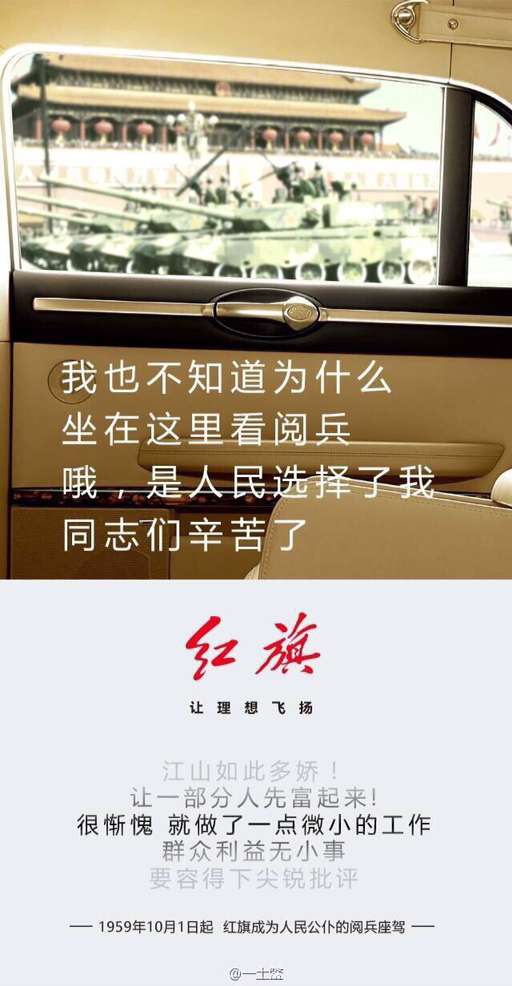 我也不知道为什么
坐在这里看阅兵
哦，是人民选择了我
同志们辛苦了
红旗
让理想飞扬
江山如此多娇！
让一部分人先富起来!
很惭愧 就做了一点微小的工作
群众利益无小事
要容得下尖锐批评
1959年10月1日起 红旗成为人民公仆的阅兵座驾